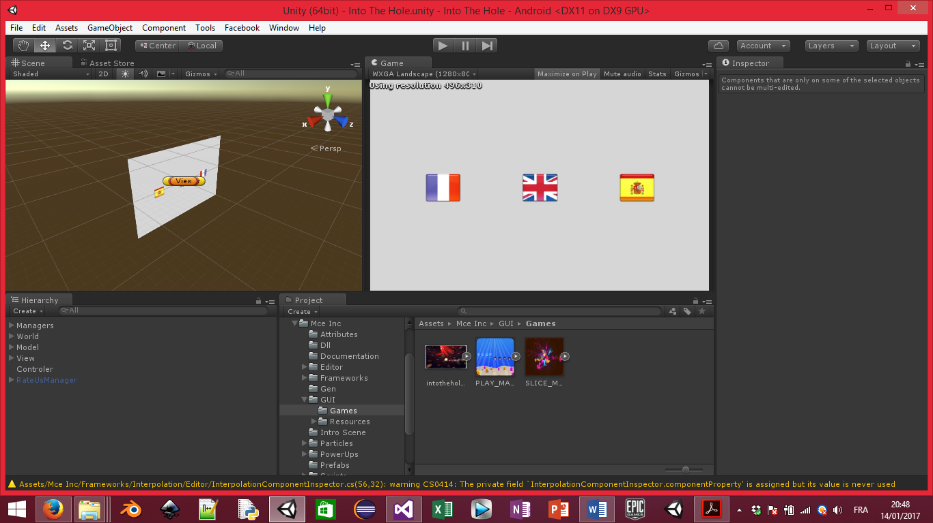 Unity (64bit) - Into The Hole.unity - Into The Hole - Android <DX11 on DX9 GPU>
File Edit Assets GameObject Component Tools Facebook Window Help
Center Local Account Layers Layout
Scene Asset Store Game Inspector
Shaded 2D Gizmos All WXGA Landscape (1280x80 Maximize on Play Mute audio Stats Gizmos
Using resolution 496x310
Components that are only on some of the selected objects
cannot be multi-edited.
y
x z
Persp
View
Hierarchy Project
Create All Create
Managers
World
Model
View
Controler
RateUsManager
Mce Inc
Attributes
Dll
Documentation
Editor
Frameworks
Gen
GUI
Games
Resources
Intro Scene
Particles
PowerUps
Prefabs
Assets Mce Inc GUI Games
intothehol... PLAY_MA... SLICE_M...
Assets/Mce Inc/Frameworks/Interpolation/Editor/InterpolationComponentInspector.cs(56,32): warning CS0414: The private field `InterpolationComponentInspector.componentProperty' is assigned but its value is never used
EPIC GAMES
FRA
20:48
14/01/2017